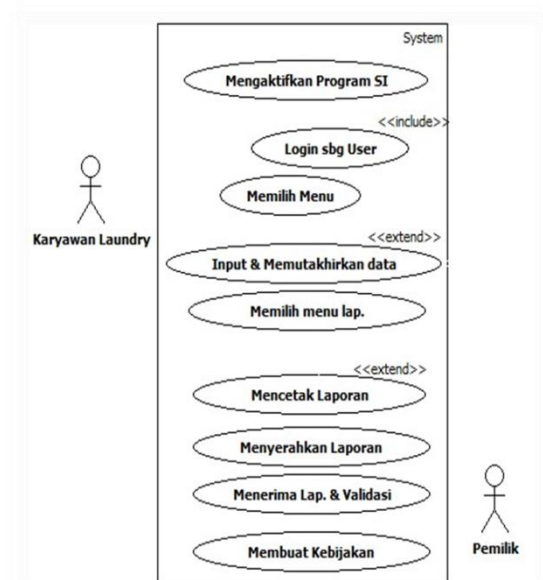 System
Mengaktifkan Program SI
<<include>>
Login sbg User
Memilih Menu
Karyawan Laundry
<<extend>>
Input & Memutakhirkan data
Memilih menu lap.
<<extend>>
Mencetak Laporan
Menyerahkan Laporan
Menerima Lap. & Validasi
Membuat Kebijakan
Pemilik